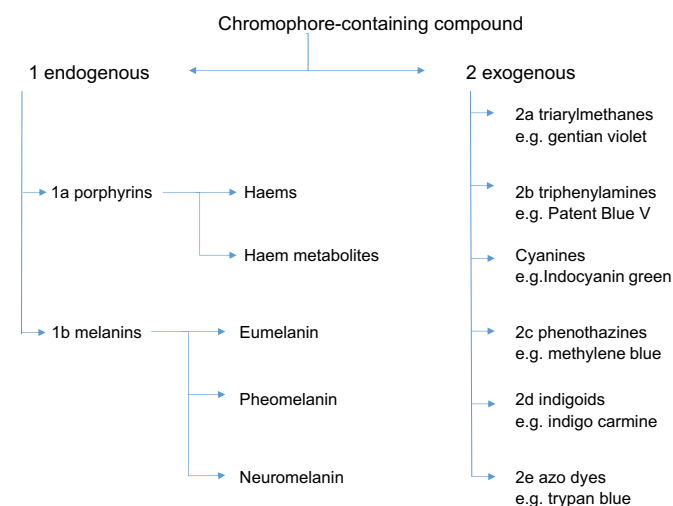 Chromophore-containing compound
1 endogenous
1a porphyrins
Haems
Haem metabolites
1b melanins
Eumelanin
Pheomelanin
Neuromelanin
2 exogenous
2a triarylmethanes
e.g. gentian violet
2b triphenylamines
e.g. Patent Blue V
Cyanines
e.g.Indocyanin green
2c phenothazines
e.g. methylene blue
2d indigoids
e.g. indigo carmine
2e azo dyes
e.g. trypan blue